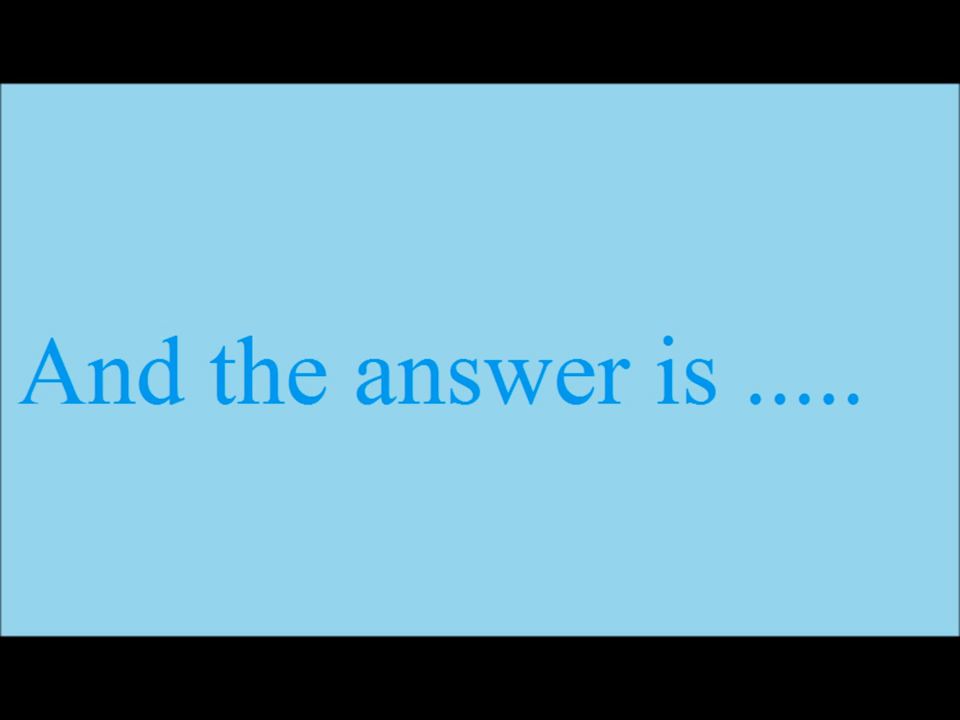 And the answer is .....